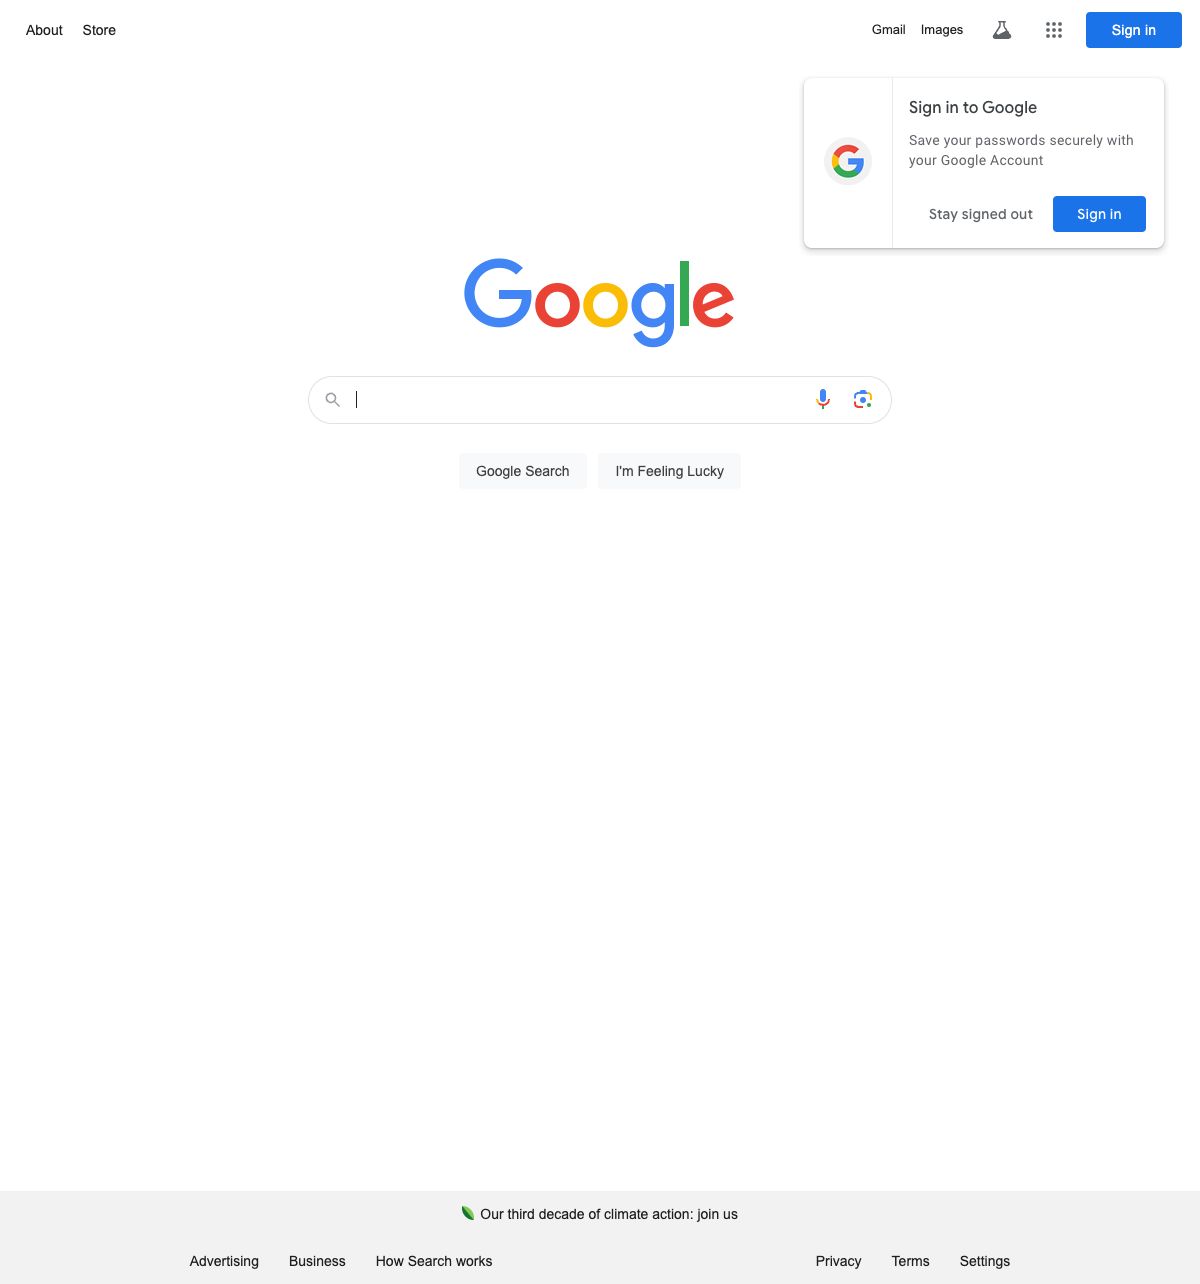 About Store
Gmail Images Sign in
Sign in to Google
Save your passwords securely with
your Google Account
Stay signed out Sign in
Google
Google Search I'm Feeling Lucky
Our third decade of climate action: join us
Advertising Business How Search works
Privacy Terms Settings